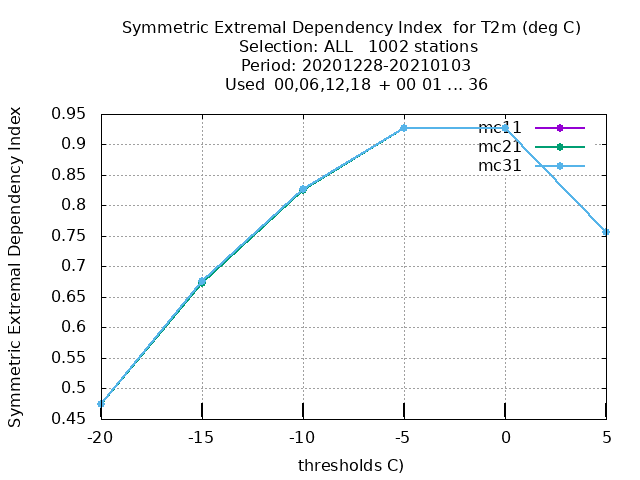 Symmetric Extremal Dependency Index for T2m (deg C)
Selection: ALL 1002 stations
Period: 20201228-20210103
Used 00,06,12,18 + 00 01 ... 36
Symmetric Extremal Dependency Index
0.95
0.9
0.85
0.8
0.75
0.7
0.65
0.6
0.55
0.5
0.45
mc11
mc21
mc31
-20 -15 -10 -5 0 5
thresholds C)